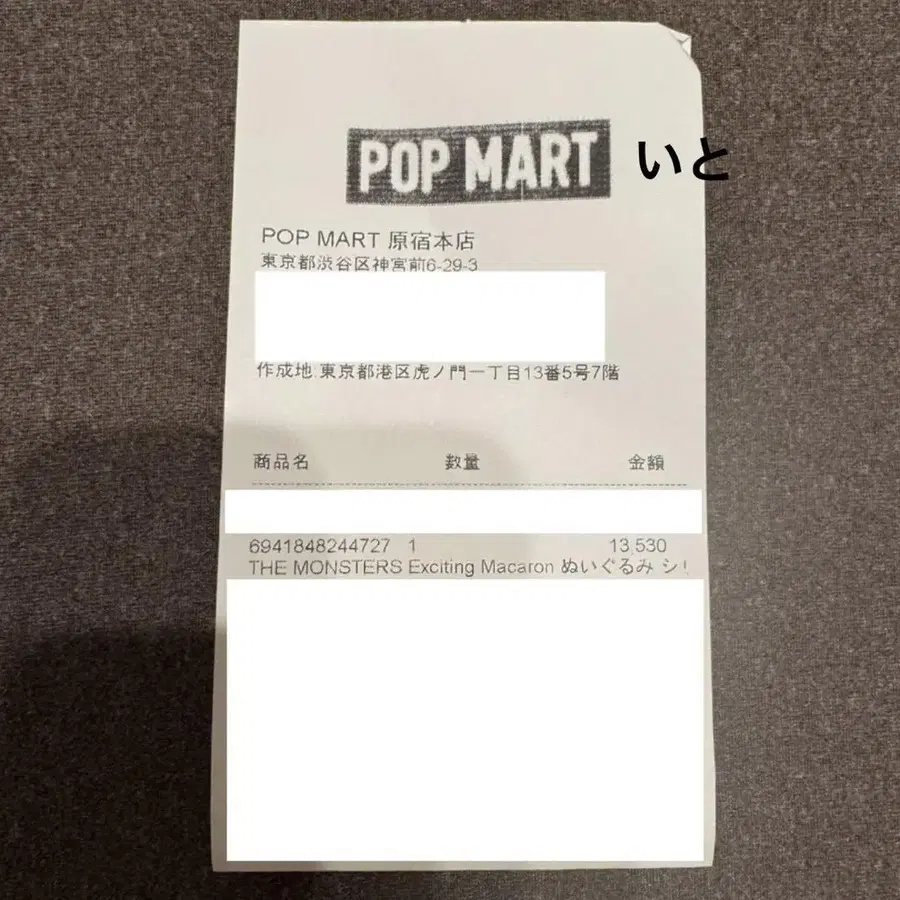 POP MART いと
POP MART 原宿本店
東京都渋谷区神宮前6-29-3
作成地:東京都港区虎ノ門一丁目13番5号7階
商品名 数量 金額
6941848244727 1 13,530
THE MONSTERS Exciting Macaron ぬいぐるみ シリ